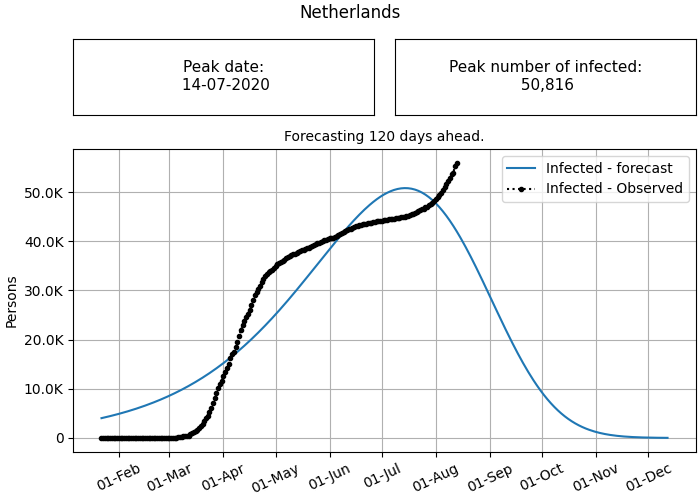 Netherlands
Peak date:
14-07-2020
Peak number of infected:
50,816
Forecasting 120 days ahead.
Infected - forecast
Infected - Observed
Persons
50.0K
40.0K
30.0K
20.0K
10.0K
0
01-Feb
01-Mar
01-Apr
01-May
01-Jun
01-Jul
01-Aug
01-Sep
01-Oct
01-Nov
01-Dec